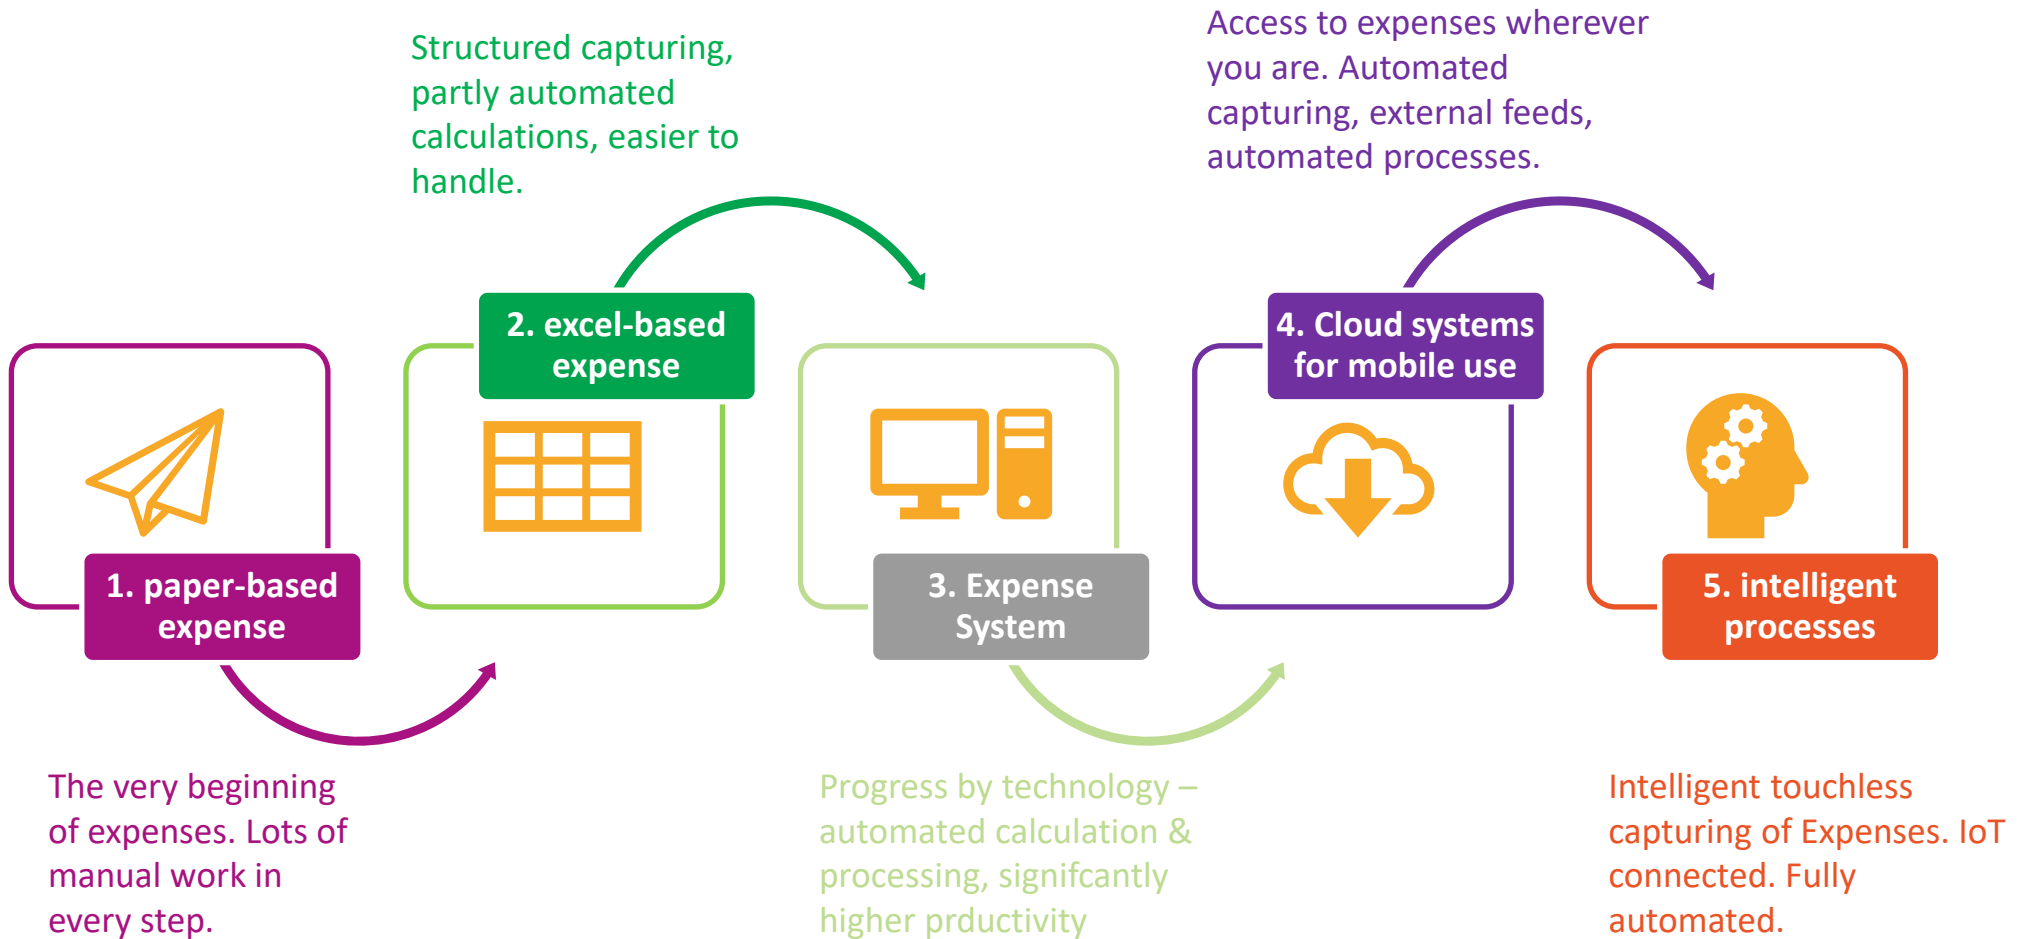 1. paper-based
expense
The very beginning
of expenses. Lots of
manual work in
every step.
Structured capturing,
partly automated
calculations, easier to
handle.
2. excel-based
expense
3. Expense
System
Progress by technology –
automated calculation &
processing, signifcantly
higher prductivity
Access to expenses wherever
you are. Automated
capturing, external feeds,
automated processes.
4. Cloud systems
for mobile use
5. intelligent
processes
Intelligent touchless
capturing of Expenses. IoT
connected. Fully
automated.